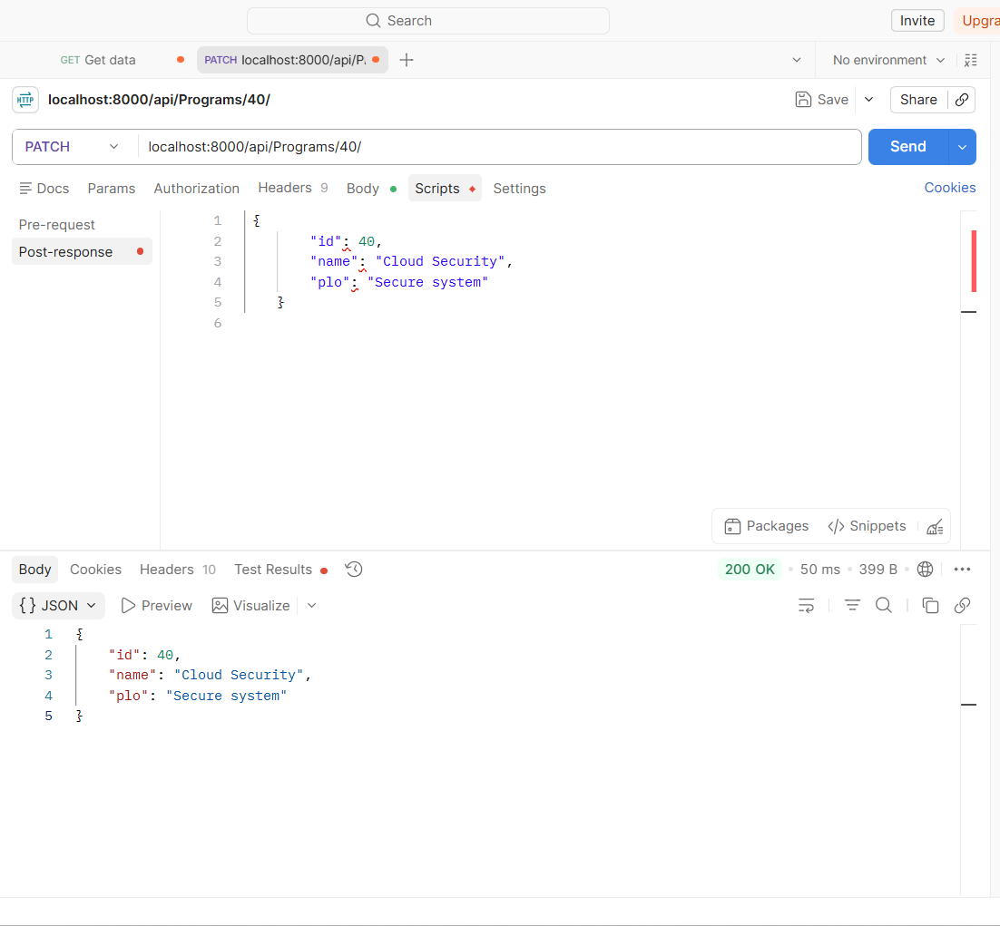 Search
Invite
Upgra
GET Get data
PATCH localhost:8000/api/P
No environment
HTTP
localhost:8000/api/Programs/40/
Save
Share
PATCH
localhost:8000/api/Programs/40/
Send
Docs
Params
Authorization
Headers 9
Body
Scripts
Settings
Cookies
Pre-request
Post-response
1 {
2 "id": 40,
3 "name": "Cloud Security",
4 "plo": "Secure system"
5 }
6
Packages
</> Snippets
Body
Cookies
Headers 10
Test Results
200 OK
50 ms
399 B
{} JSON
Preview
Visualize
1 {
2 "id": 40,
3 "name": "Cloud Security",
4 "plo": "Secure system"
5 }